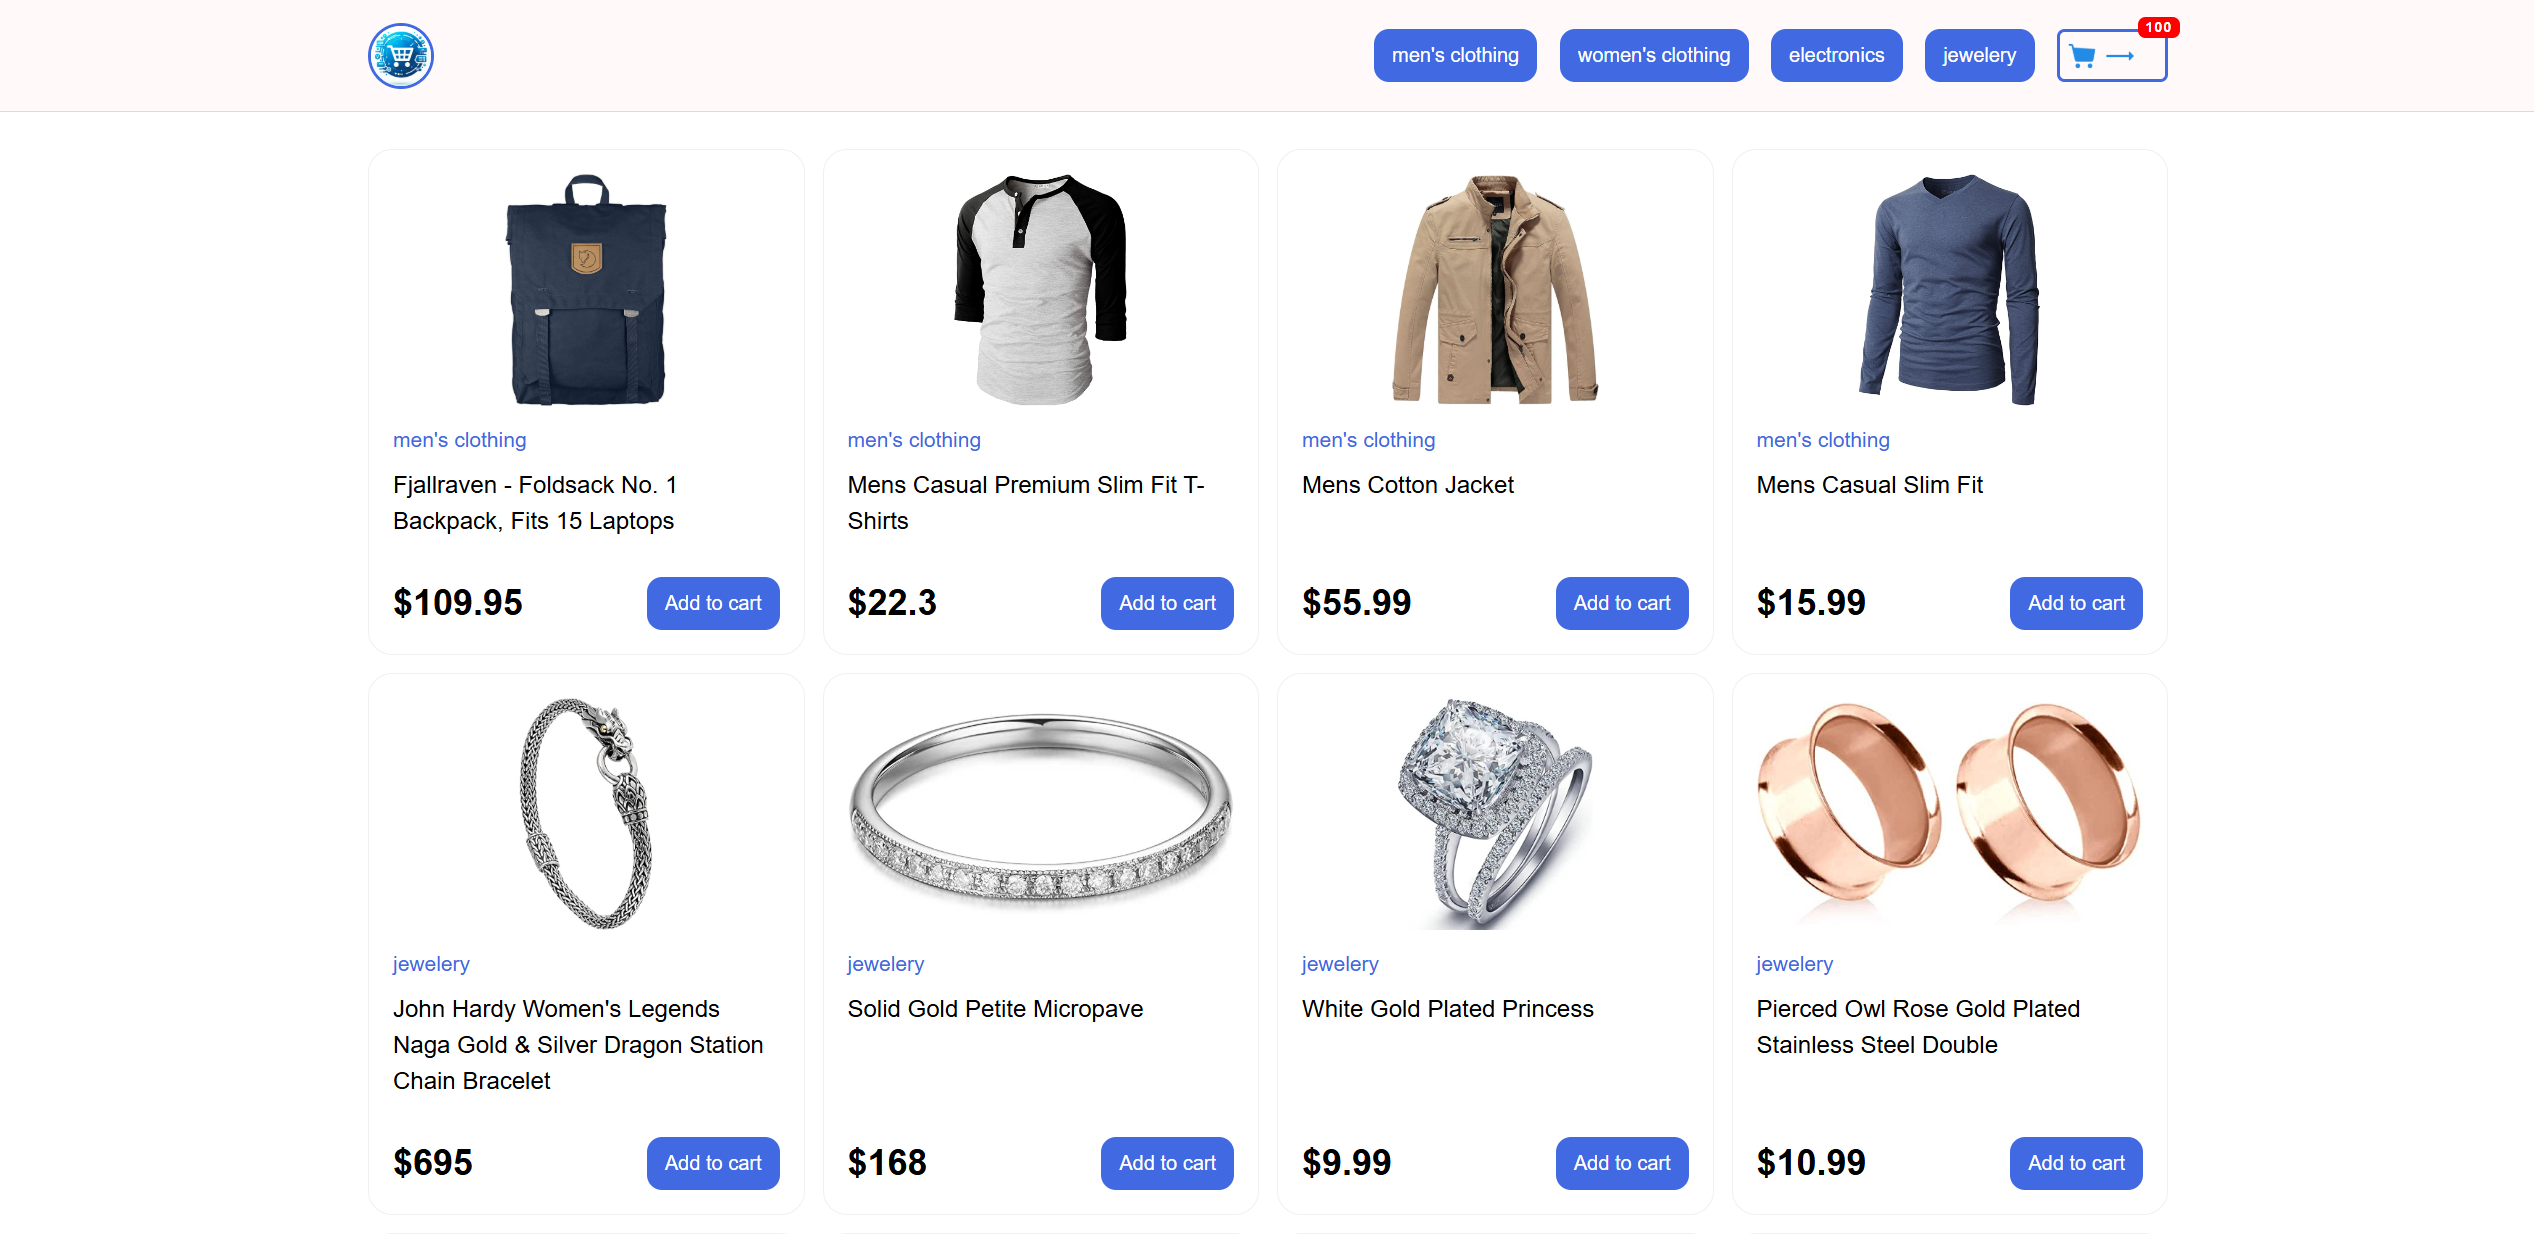 men's clothing
women's clothing
electronics
jewelery
100
men's clothing
Fjallraven - Foldsack No. 1
Backpack, Fits 15 Laptops
$109.95
Add to cart
men's clothing
Mens Casual Premium Slim Fit T-
Shirts
$22.3
Add to cart
men's clothing
Mens Cotton Jacket
$55.99
Add to cart
men's clothing
Mens Casual Slim Fit
$15.99
Add to cart
jewelery
John Hardy Women's Legends
Naga Gold & Silver Dragon Station
Chain Bracelet
$695
Add to cart
jewelery
Solid Gold Petite Micropave
$168
Add to cart
jewelery
White Gold Plated Princess
$9.99
Add to cart
jewelery
Pierced Owl Rose Gold Plated
Stainless Steel Double
$10.99
Add to cart